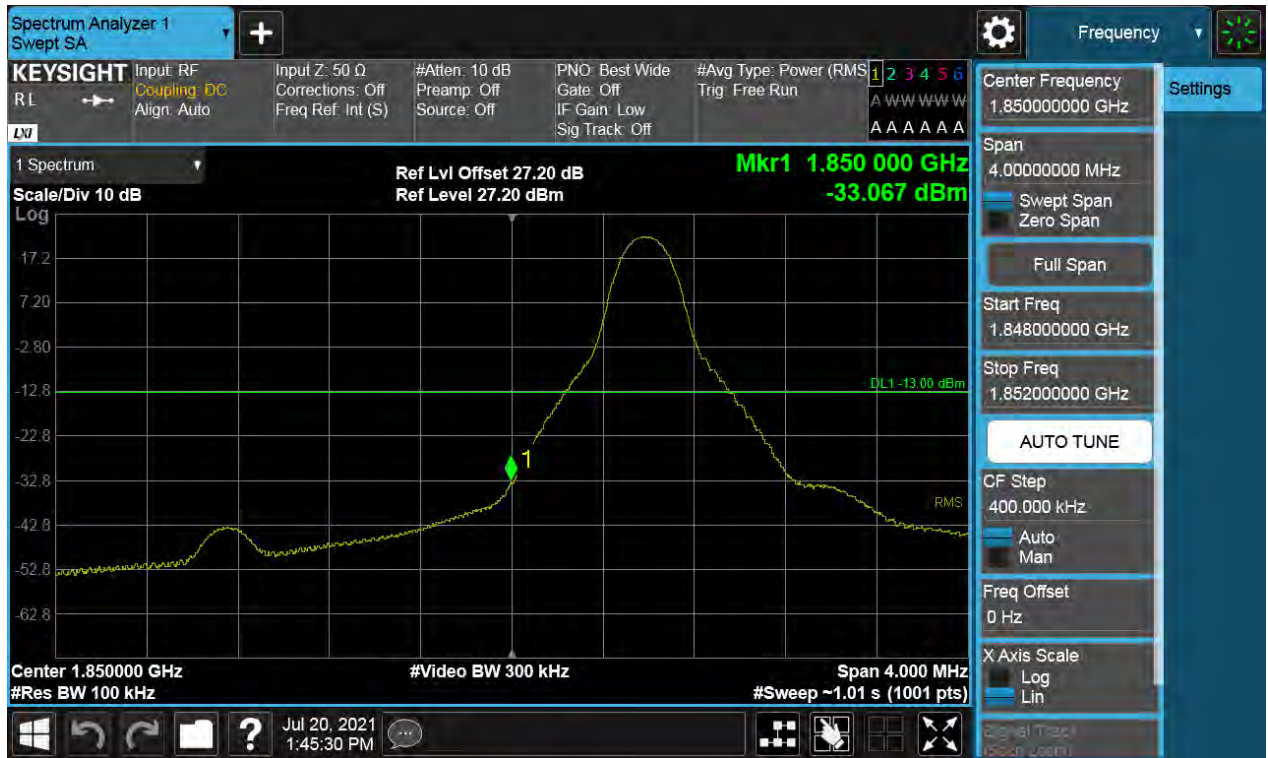 Spectrum Analyzer 1
Swept SA
Frequency
KEYSIGHT
R L
LXI
Input: RF
Coupling: DC
Align: Auto
Input Z: 50 Ω
Corrections: Off
Freq Ref: Int (S)
#Atten: 10 dB
Preamp: Off
Source: Off
PNO: Best Wide
Gate: Off
IF Gain: Low
Sig Track: Off
#Avg Type: Power (RMS
Trig: Free Run
1 2 3 4 5 6
A W W W W W
A A A A A A
1 Spectrum
Scale/Div 10 dB
Log
Ref Lvl Offset 27.20 dB
Ref Level 27.20 dBm
Mkr1 1.850 000 GHz
-33.067 dBm
17.2
7.20
-2.80
-12.8
-22.8
-32.8
-42.8
-52.8
-62.8
DL1 -13.00 dBm
1
RMS
Center 1.850000 GHz
#Video BW 300 kHz
Span 4.000 MHz
#Res BW 100 kHz
#Sweep ~1.01 s (1001 pts)
Jul 20, 2021
1:45:30 PM
Center Frequency
1.850000000 GHz
Span
4.00000000 MHz
Swept Span
Zero Span
Full Span
Start Freq
1.848000000 GHz
Stop Freq
1.852000000 GHz
AUTO TUNE
CF Step
400.000 kHz
Auto
Man
Freq Offset
0 Hz
X Axis Scale
Log
Lin
Signal Track
(Span Zoom)
Settings